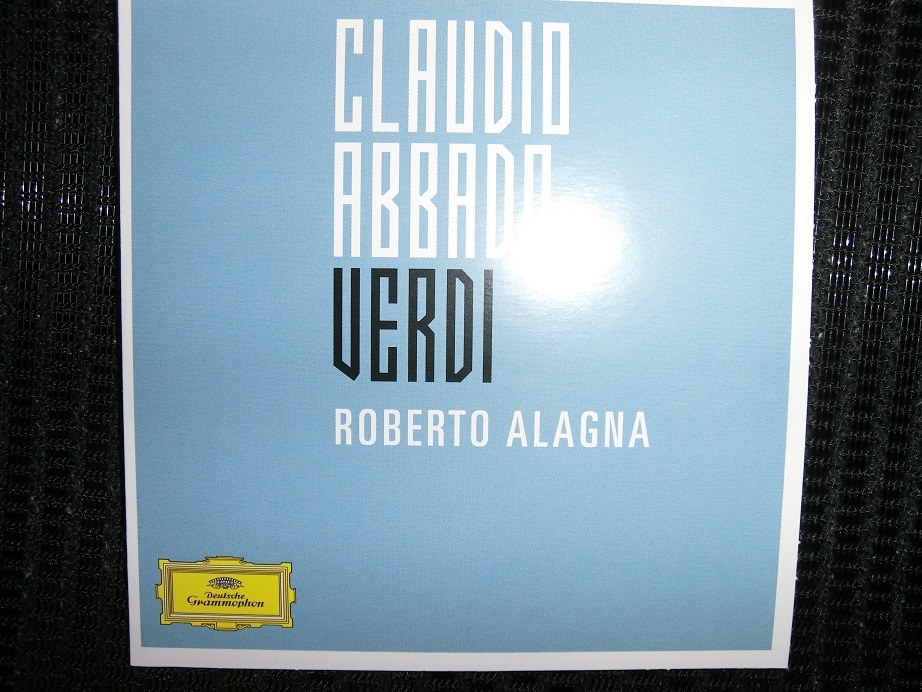 CLAUDIO
ABBADO
VERDI
ROBERTO ALAGNA
Deutsche
Grammophon